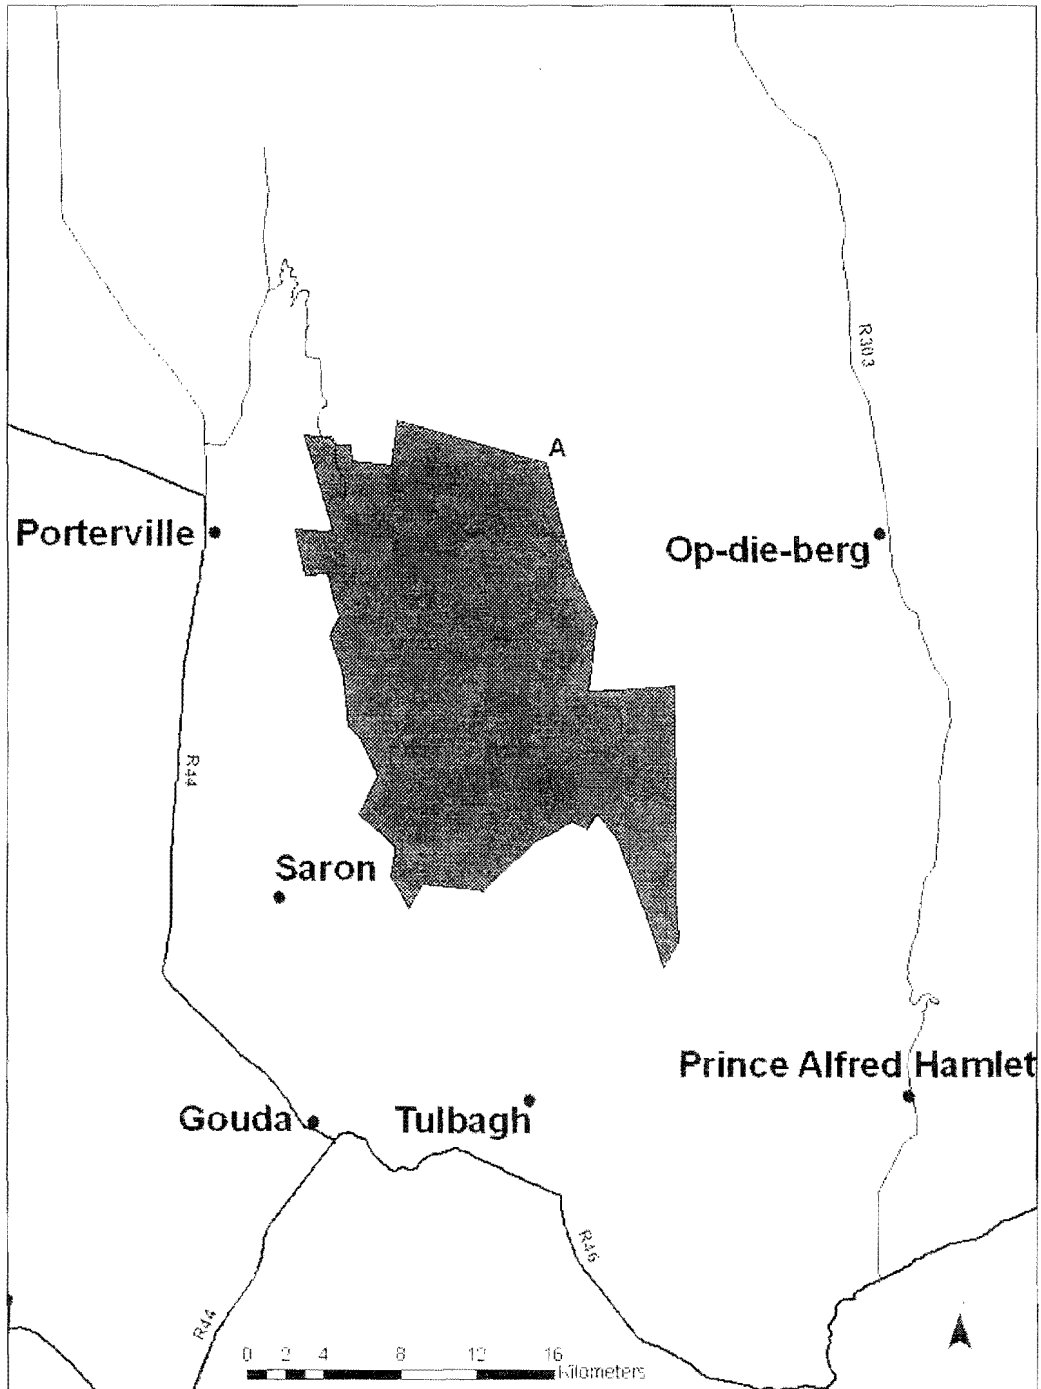 R303
A
Porterville
Op-die-berg
R44
Saron
Prince Alfred Hamlet
Gouda
Tulbagh
R46
R44
0 2 4 8 12 16
Kilometers